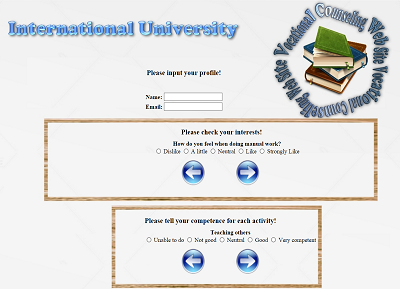 International University
Vocational Counseling Web Site Vocational Counseling Web Site
Please input your profile!
Name:
Email:
Please check your interests!
How do you feel when doing manual work?
Dislike A little Neutral Like Strongly Like
Please tell your competence for each activity!
Teaching others
Unable to do Not good Neutral Good Very competent